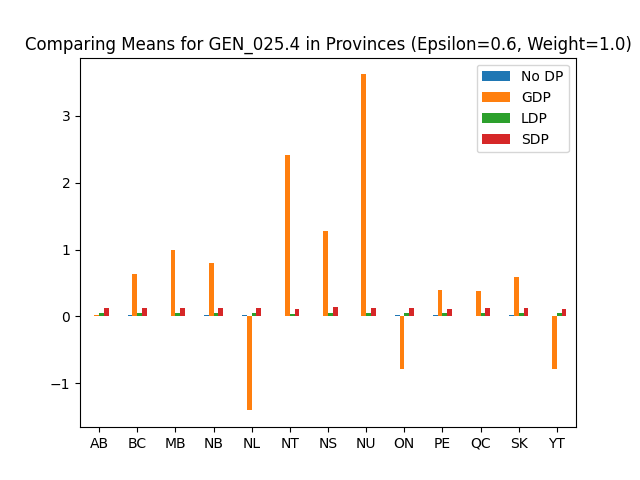 Comparing Means for GEN_025.4 in Provinces (Epsilon=0.6, Weight=1.0)
No DP
GDP
LDP
SDP
3
2
1
0
−1
AB BC MB NB NL NT NS NU ON PE QC SK YT